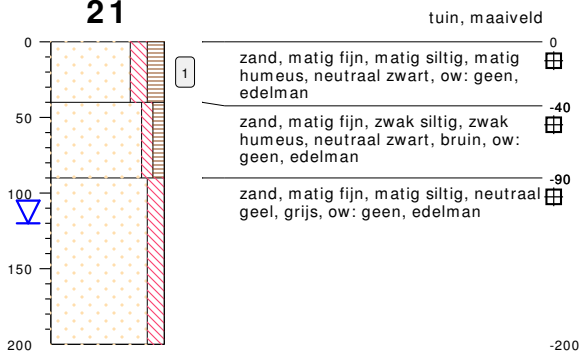 21
tuin, maaiveld
0
50
100
150
200
1
0
zand, matig fijn, matig siltig, matig
humeus, neutraal zwart, ow: geen,
edelman
-40
zand, matig fijn, zwak siltig, zwak
humeus, neutraal zwart, bruin, ow:
geen, edelman
-90
zand, matig fijn, matig siltig, neutraal
geel, grijs, ow: geen, edelman
-200